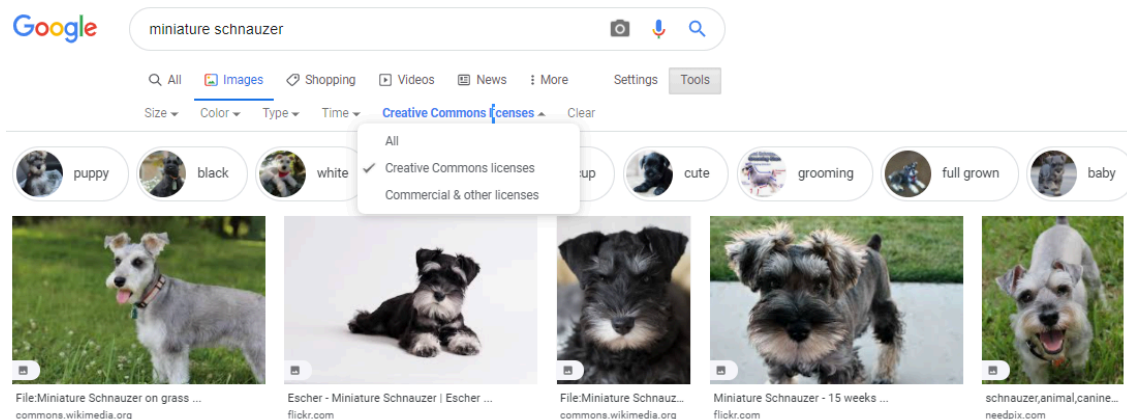 Google
miniature schnauzer
All Images Shopping Videos News More Settings Tools
Size Color Type Time Creative Commons licenses Clear
All
Creative Commons licenses
Commercial & other licenses
puppy black white cup cute grooming full grown baby
File:Miniature Schnauzer on grass ... Escher - Miniature Schnauzer | Escher ... File:Miniature Schnauz... Miniature Schnauzer - 15 weeks ... schnauzer,animal,canine...
commons.wikimedia.org flickr.com commons.wikimedia.org flickr.com needpix.com